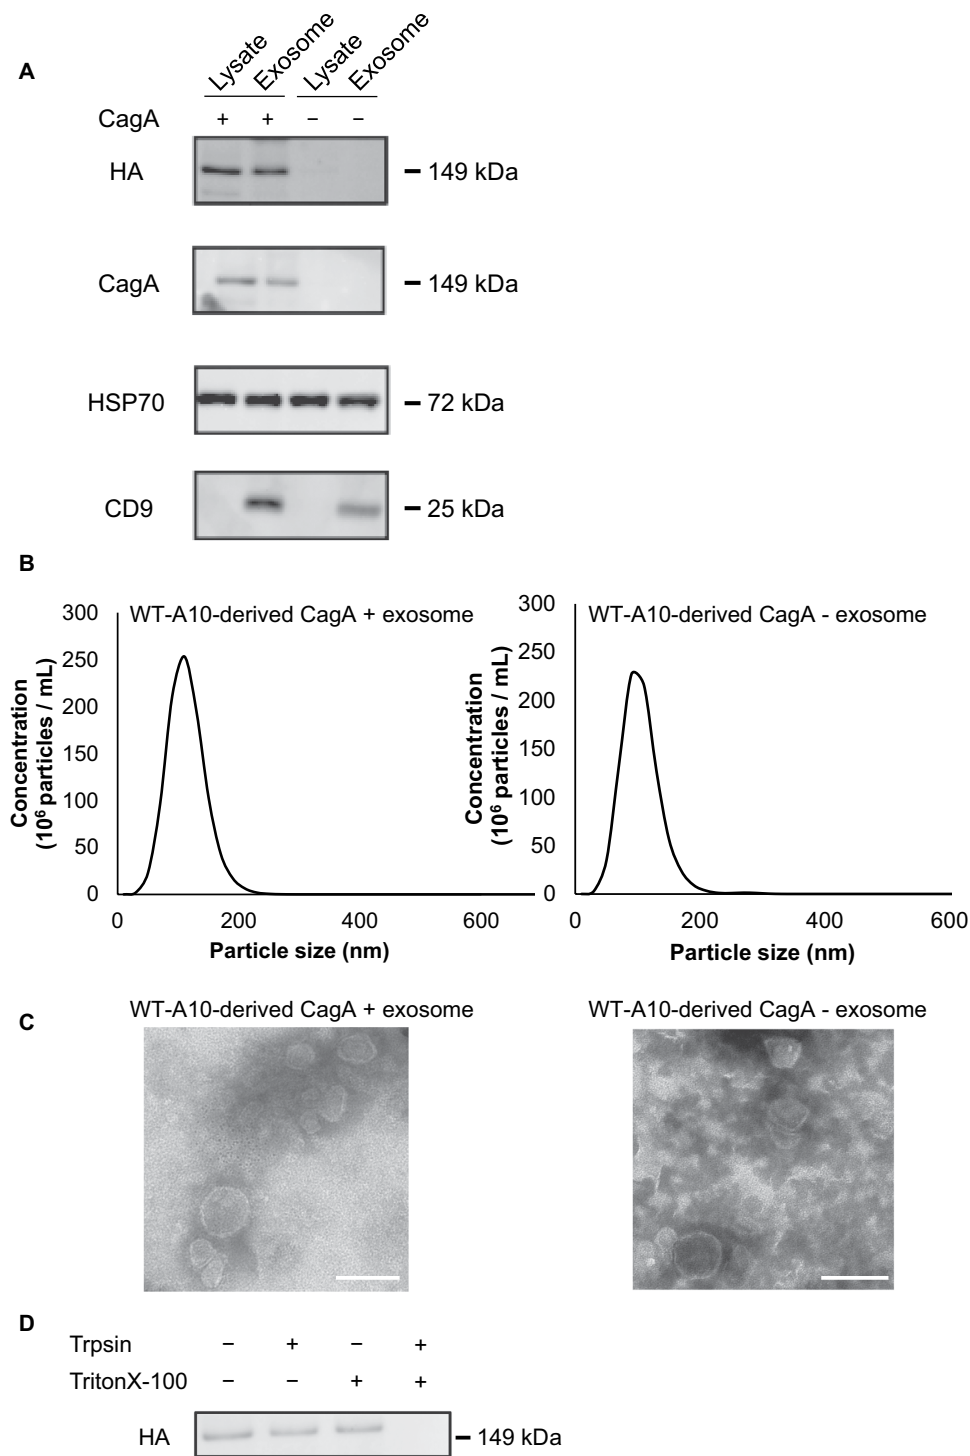 A
Lysate Exosome Lysate Exosome
CagA + + − −
HA 149 kDa
CagA 149 kDa
HSP70 72 kDa
CD9 25 kDa
B
WT-A10-derived CagA + exosome
300
250
200
150
100
50
0
Concentration
(10⁶ particles / mL)
0 200 400 600
Particle size (nm)
WT-A10-derived CagA - exosome
300
250
200
150
100
50
0
Concentration
(10⁶ particles / mL)
0 200 400 600
Particle size (nm)
C
WT-A10-derived CagA + exosome
WT-A10-derived CagA - exosome
D
Trpsin − + − +
TritonX-100 − − + +
HA 149 kDa